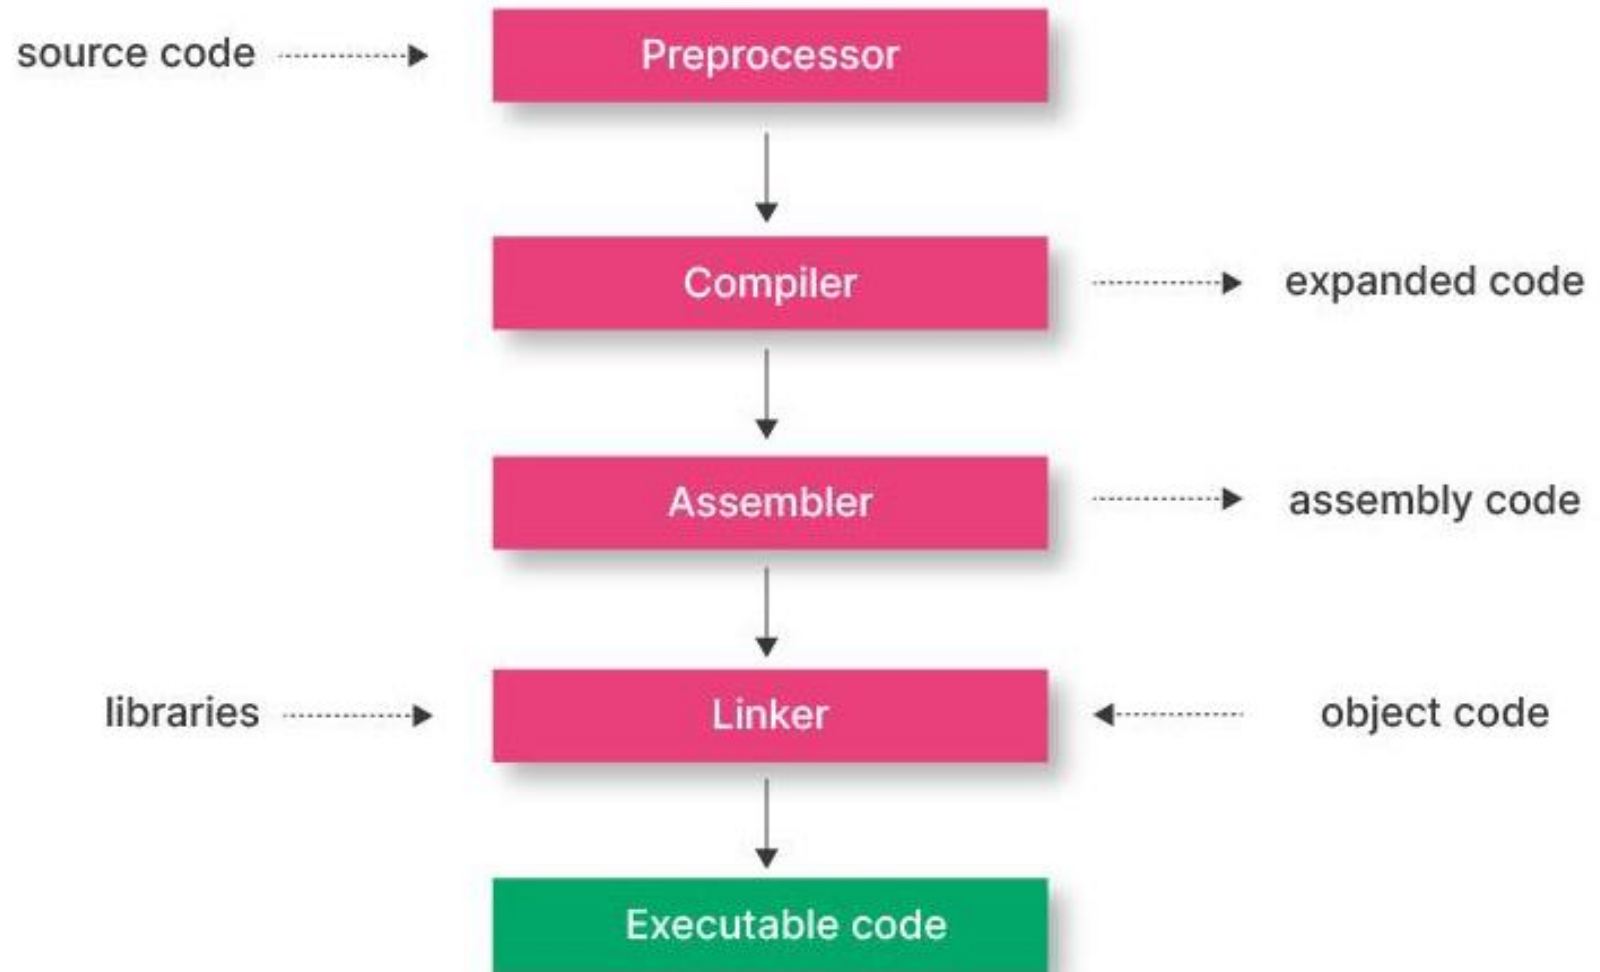 source code
Preprocessor
Compiler
expanded code
Assembler
assembly code
libraries
Linker
object code
Executable code